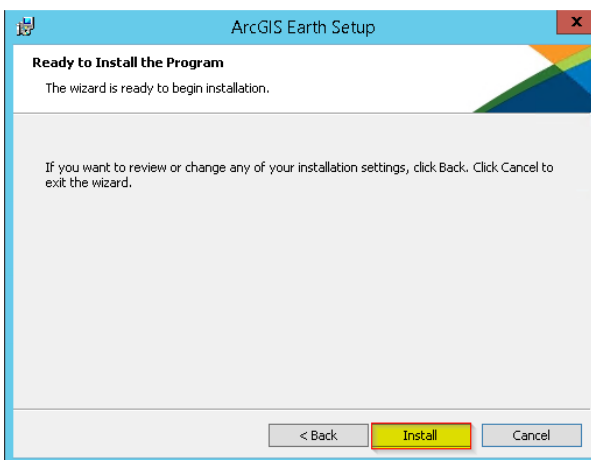 ArcGIS Earth Setup
x
Ready to Install the Program
The wizard is ready to begin installation.
If you want to review or change any of your installation settings, click Back. Click Cancel to
exit the wizard.
< Back Install Cancel